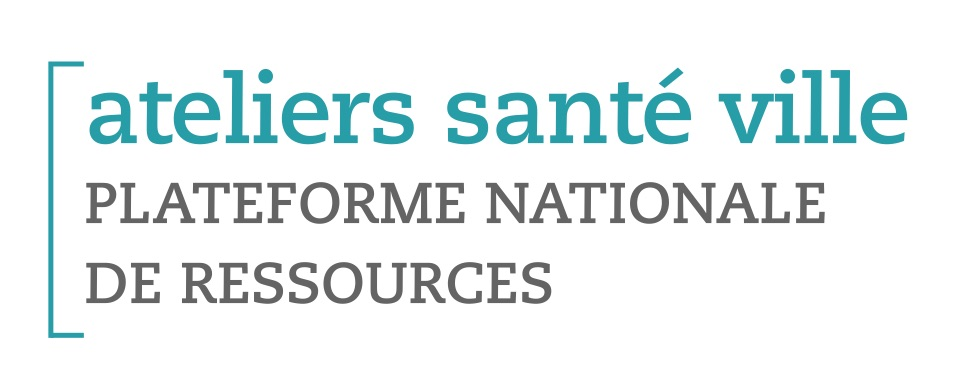 ateliers santé ville
PLATEFORME NATIONALE
DE RESSOURCES